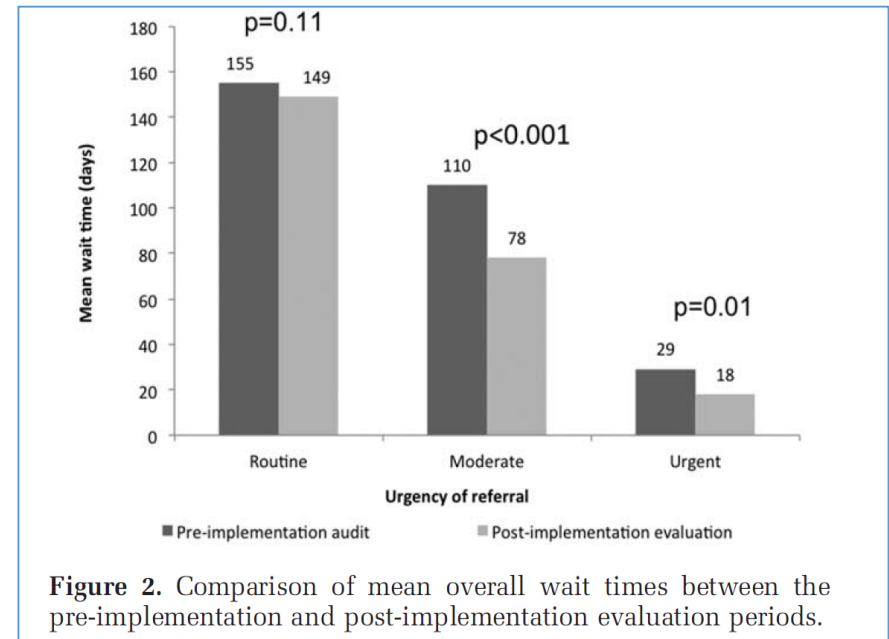 p=0.11
180
160
140
120
100
80
60
40
20
0
Mean wait time (days)
155
149
p<0.001
110
78
p=0.01
29
18
Routine
Moderate
Urgent
Urgency of referral
Pre-implementation audit
Post-implementation evaluation
Figure 2. Comparison of mean overall wait times between the
pre-implementation and post-implementation evaluation periods.